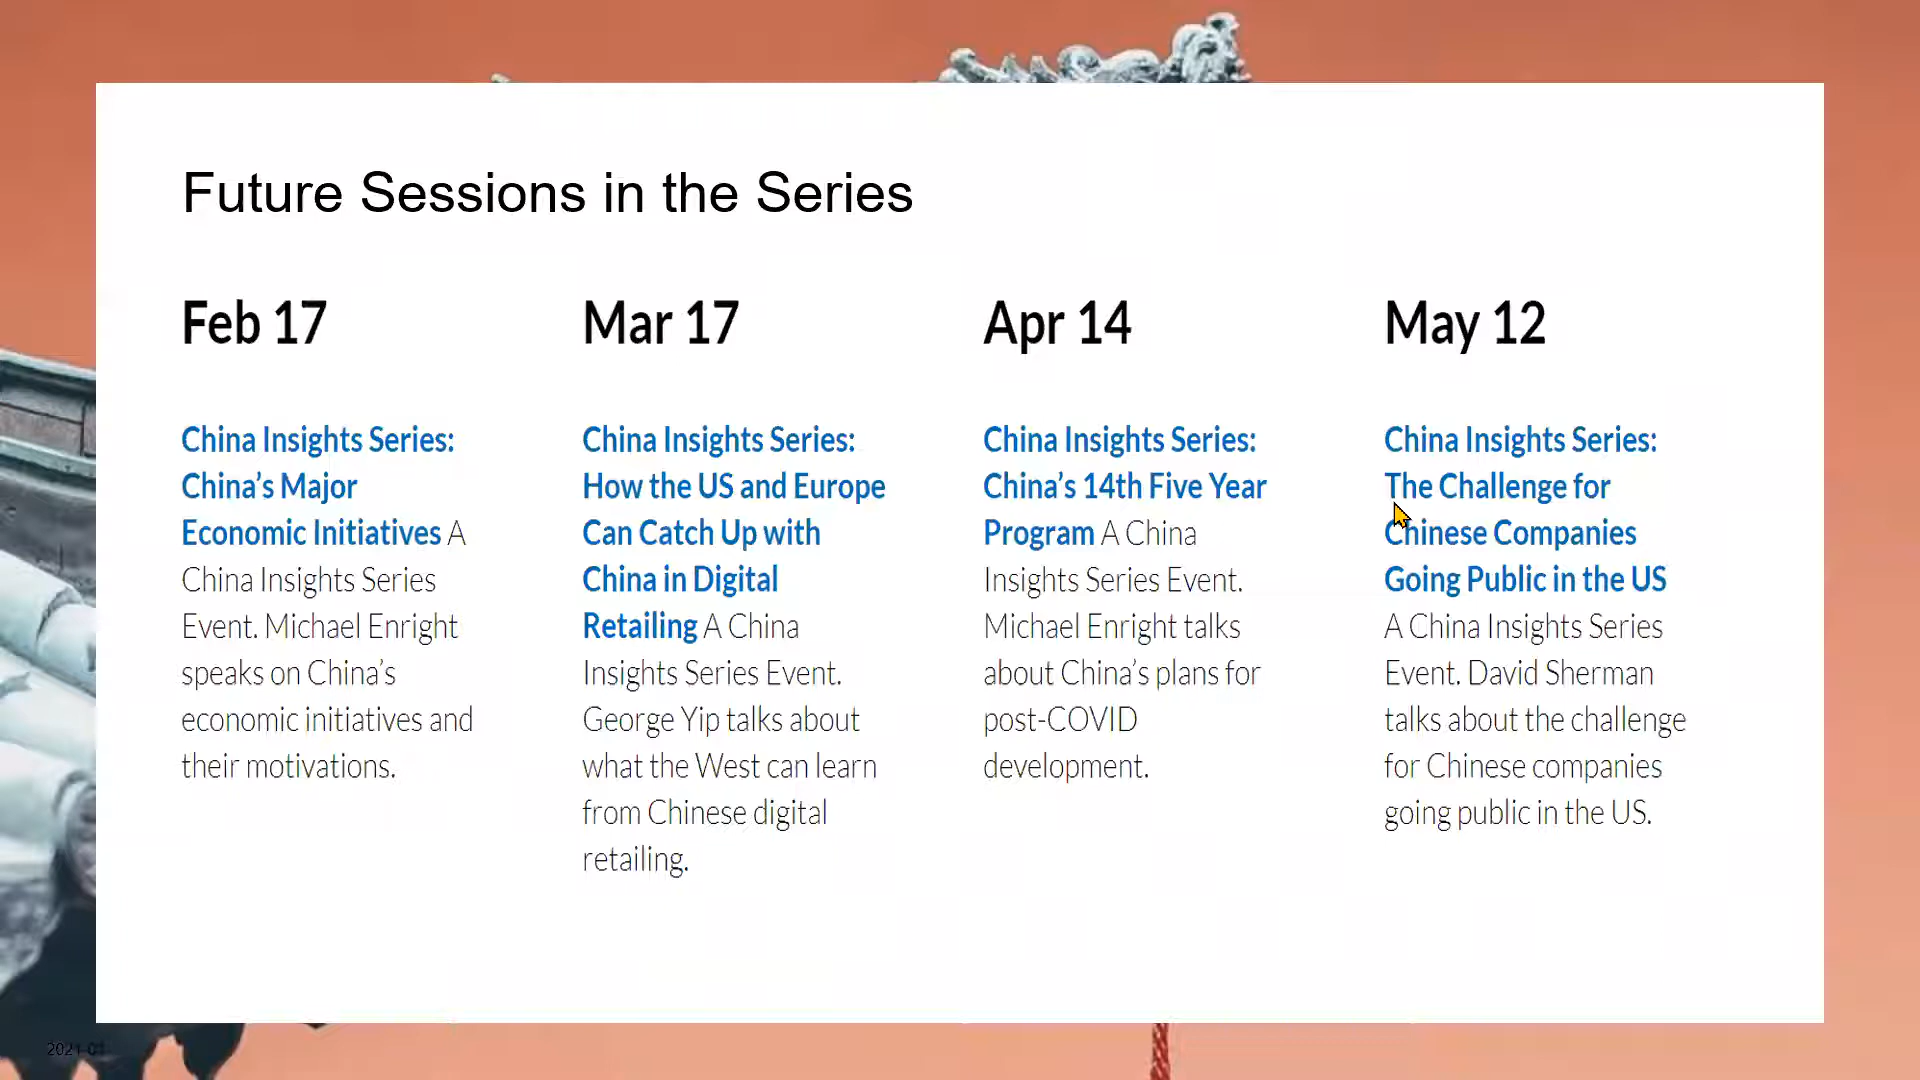 Future Sessions in the Series
Feb 17
China Insights Series:
China’s Major
Economic Initiatives A
China Insights Series
Event. Michael Enright
speaks on China’s
economic initiatives and
their motivations.
Mar 17
China Insights Series:
How the US and Europe
Can Catch Up with
China in Digital
Retailing A China
Insights Series Event.
George Yip talks about
what the West can learn
from Chinese digital
retailing.
Apr 14
China Insights Series:
China’s 14th Five Year
Program A China
Insights Series Event.
Michael Enright talks
about China’s plans for
post-COVID
development.
May 12
China Insights Series:
The Challenge for
Chinese Companies
Going Public in the US
A China Insights Series
Event. David Sherman
talks about the challenge
for Chinese companies
going public in the US.